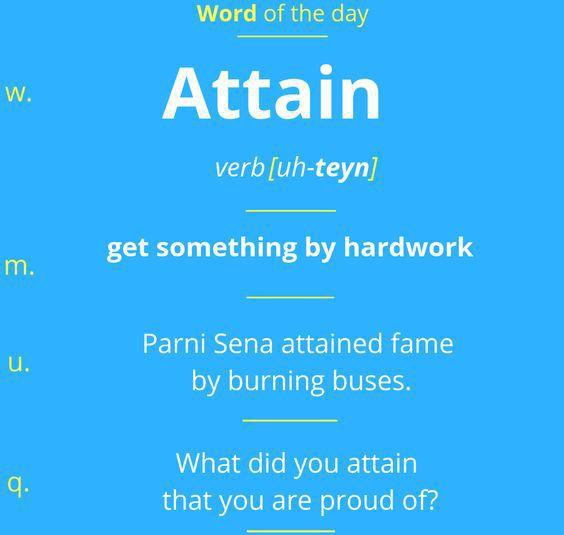 Word of the day
w.
Attain
verb [uh-teyn]
m.
get something by hardwork
u.
Parni Sena attained fame
by burning buses.
q.
What did you attain
that you are proud of?